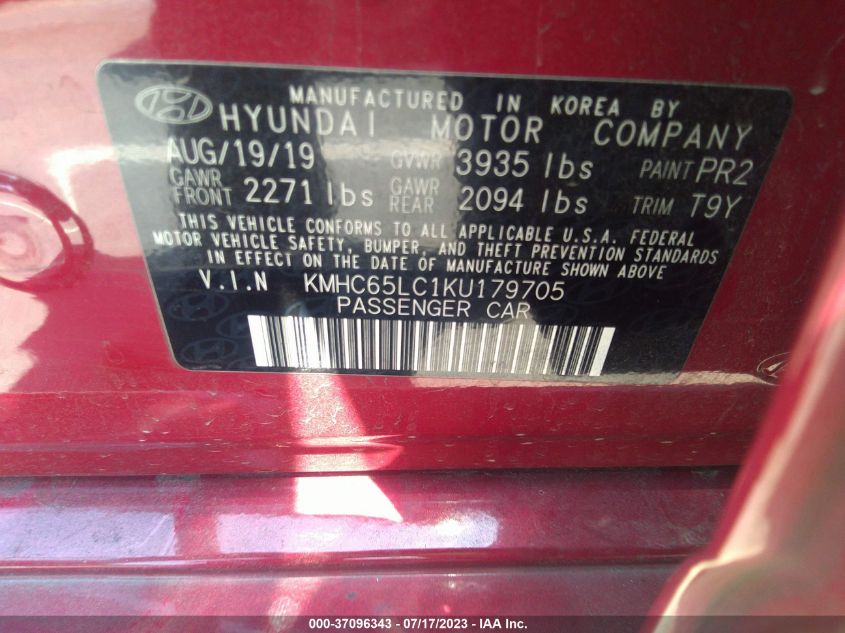 MANUFACTURED IN KOREA BY
HYUNDAI MOTOR COMPANY
AUG/19/19 GVWR 3935 lbs PAINT PR2
GAWR FRONT 2271 lbs GAWR REAR 2094 lbs TRIM T9Y
THIS VEHICLE CONFORMS TO ALL APPLICABLE U.S.A. FEDERAL
MOTOR VEHICLE SAFETY, BUMPER, AND THEFT PREVENTION STANDARDS
IN EFFECT ON THE DATE OF MANUFACTURE SHOWN ABOVE
V.I.N KMHC65LC1KU179705
PASSENGER CAR
000-37096343 / 07/17/2023 - IAA Inc.